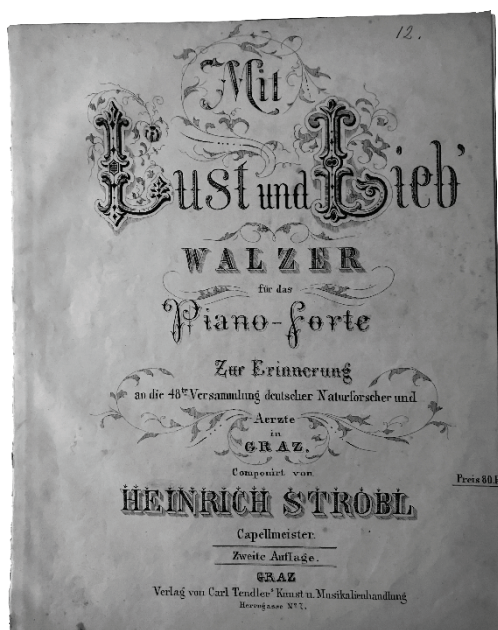 12.
Mit
Lust und Lieb'
WALZER
für das
Piano-forte
Zur Erinnerung
an die 48te Versammlung deutscher Naturforscher und
Aerzte
in
GRAZ.
Componirt von
HEINRICH STROBL
Capellmeister.
Preis 80
Zweite Auflage.
GRAZ
Verlag von Carl Tendler's Kunst u. Musikalienhandlung
Herrngasse No 7.